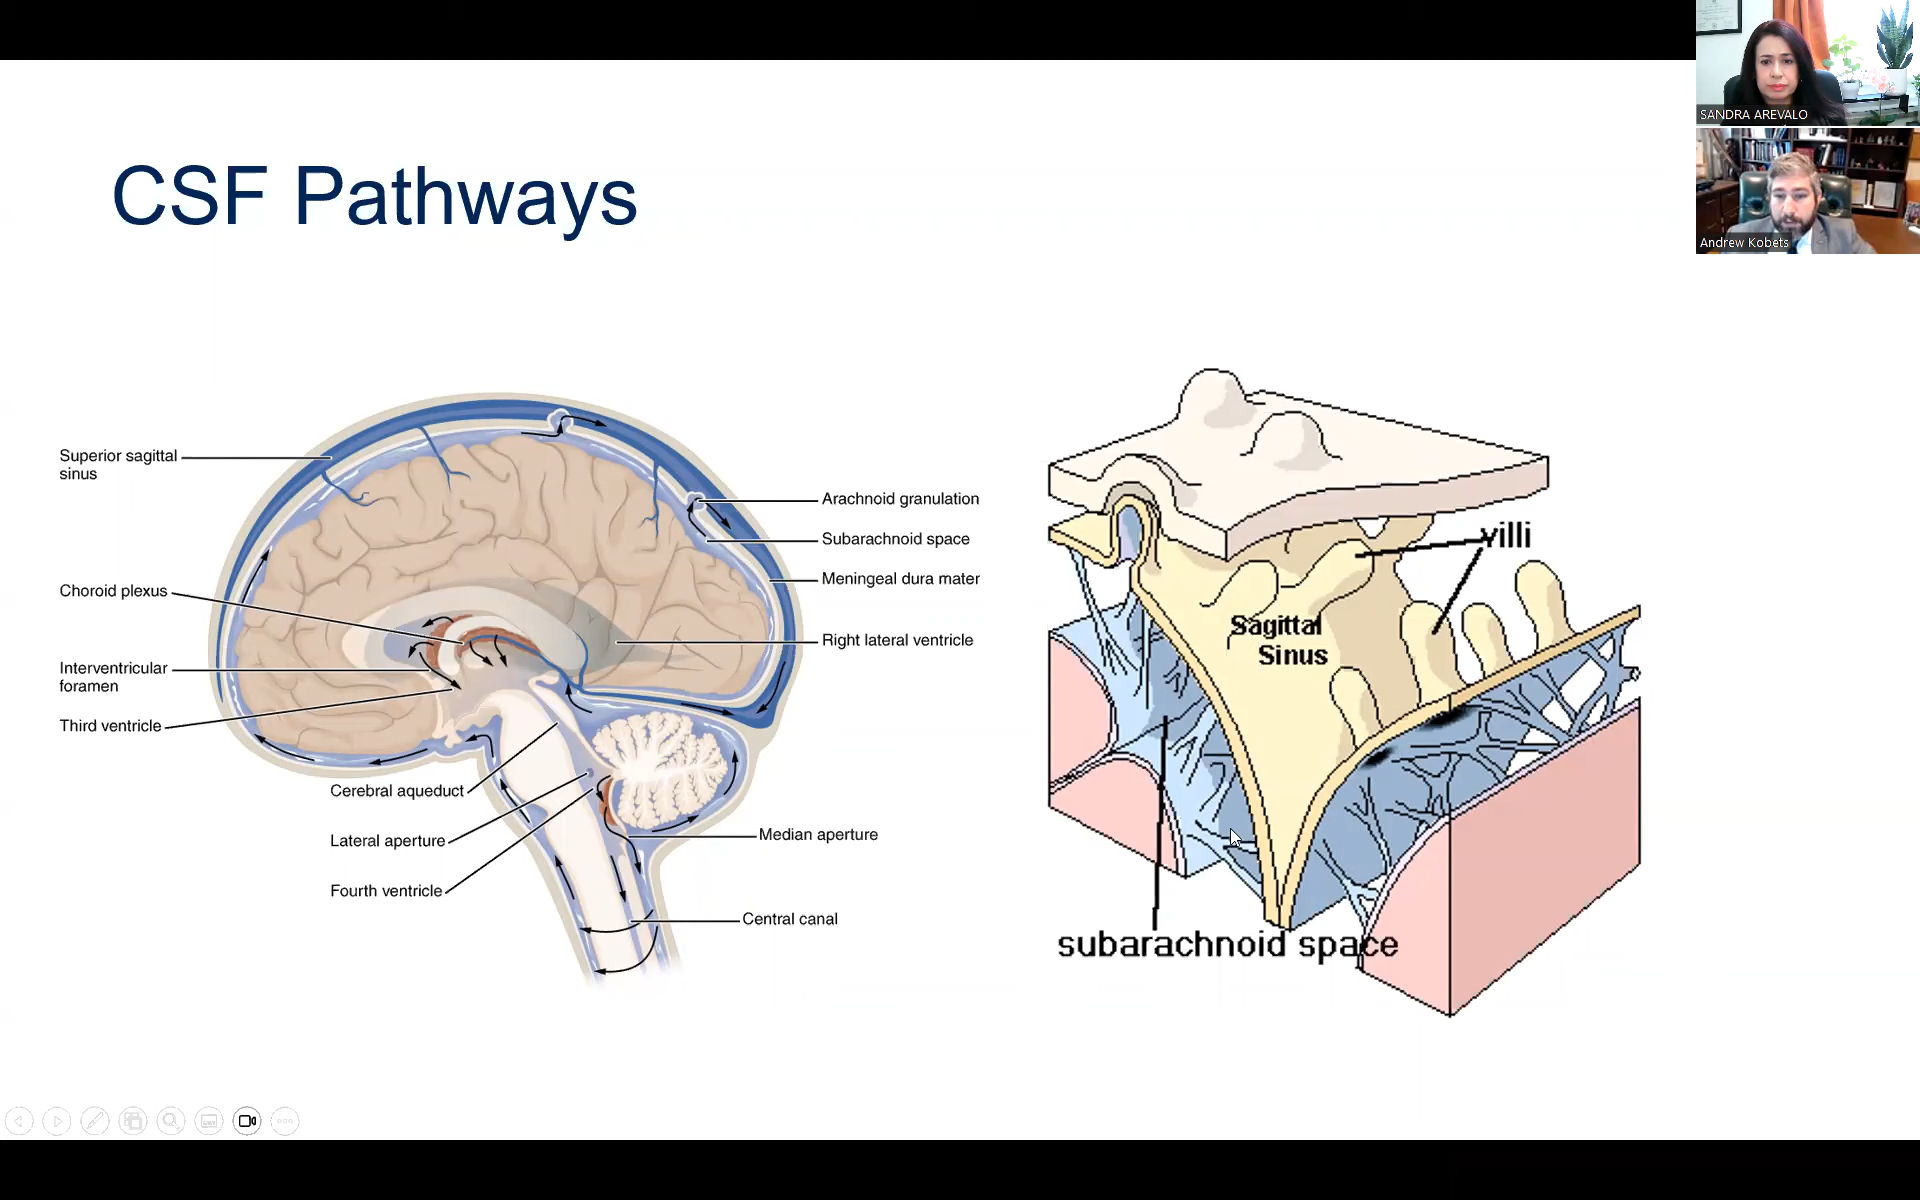 SANDRA AREVALO
Andrew Kobets
CSF Pathways
Superior sagittal
sinus
Choroid plexus
Interventricular
foramen
Third ventricle
Cerebral aqueduct
Lateral aperture
Fourth ventricle
Arachnoid granulation
Subarachnoid space
Meningeal dura mater
Right lateral ventricle
Median aperture
Central canal
villi
Sagittal
Sinus
subarachnoid space